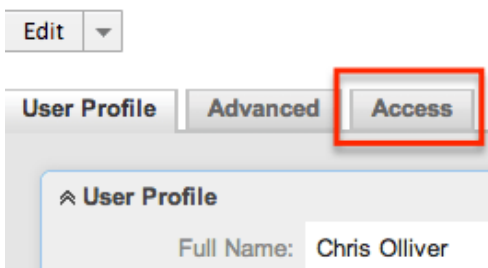 Edit
User Profile Advanced Access
User Profile
Full Name: Chris Olliver